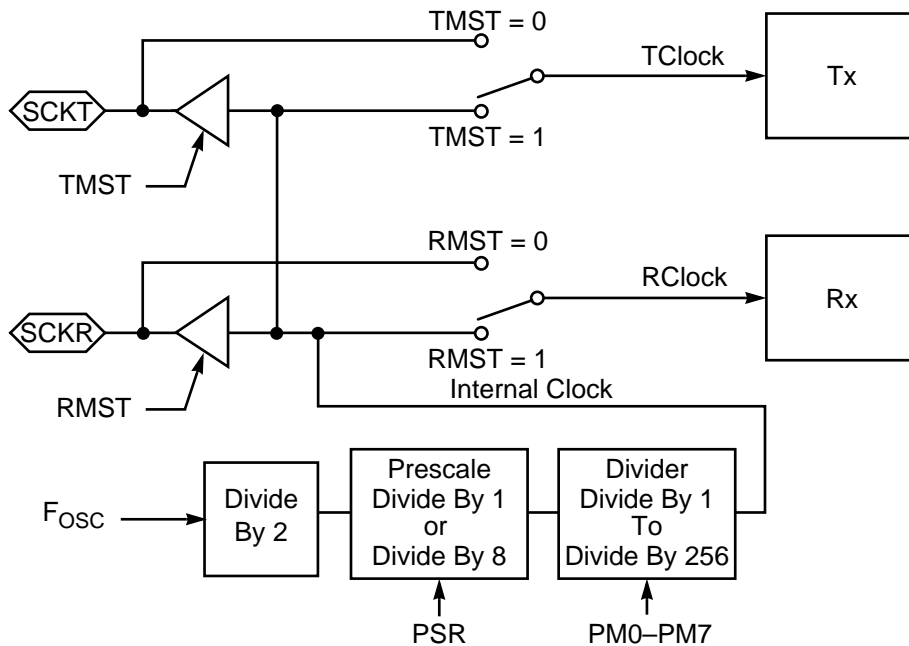 TMST = 0
TClock
Tx
SCKT
TMST = 1
TMST
RMST = 0
RClock
Rx
SCKR
RMST = 1
RMST
Internal Clock
FOSC
Divide
By 2
Prescale
Divide By 1
or
Divide By 8
Divider
Divide By 1
To
Divide By 256
PSR
PM0–PM7